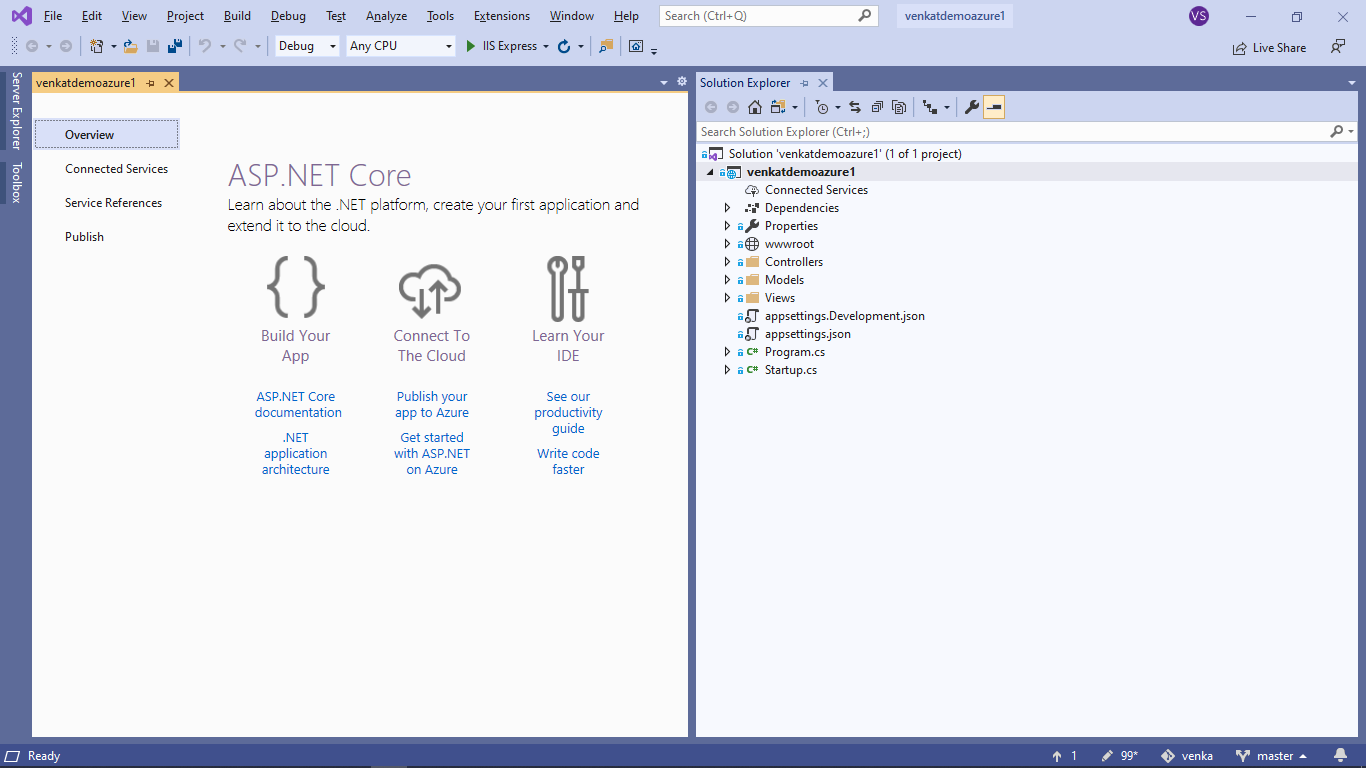 File Edit View Project Build Debug Test Analyze Tools Extensions Window Help Search (Ctrl+Q) venkatdemoazure1 VS
Debug Any CPU IIS Express Live Share
Server Explorer
Toolbox
venkatdemoazure1
Overview
Connected Services
Service References
Publish
ASP.NET Core
Learn about the .NET platform, create your first application and
extend it to the cloud.
Build Your
App
Connect To
The Cloud
Learn Your
IDE
ASP.NET Core
documentation
.NET
application
architecture
Publish your
app to Azure
Get started
with ASP.NET
on Azure
See our
productivity
guide
Write code
faster
Solution Explorer
Search Solution Explorer (Ctrl+;)
Solution 'venkatdemoazure1' (1 of 1 project)
venkatdemoazure1
Connected Services
Dependencies
Properties
wwwroot
Controllers
Models
Views
appsettings.Development.json
appsettings.json
C# Program.cs
C# Startup.cs
Ready 1 99* venka master